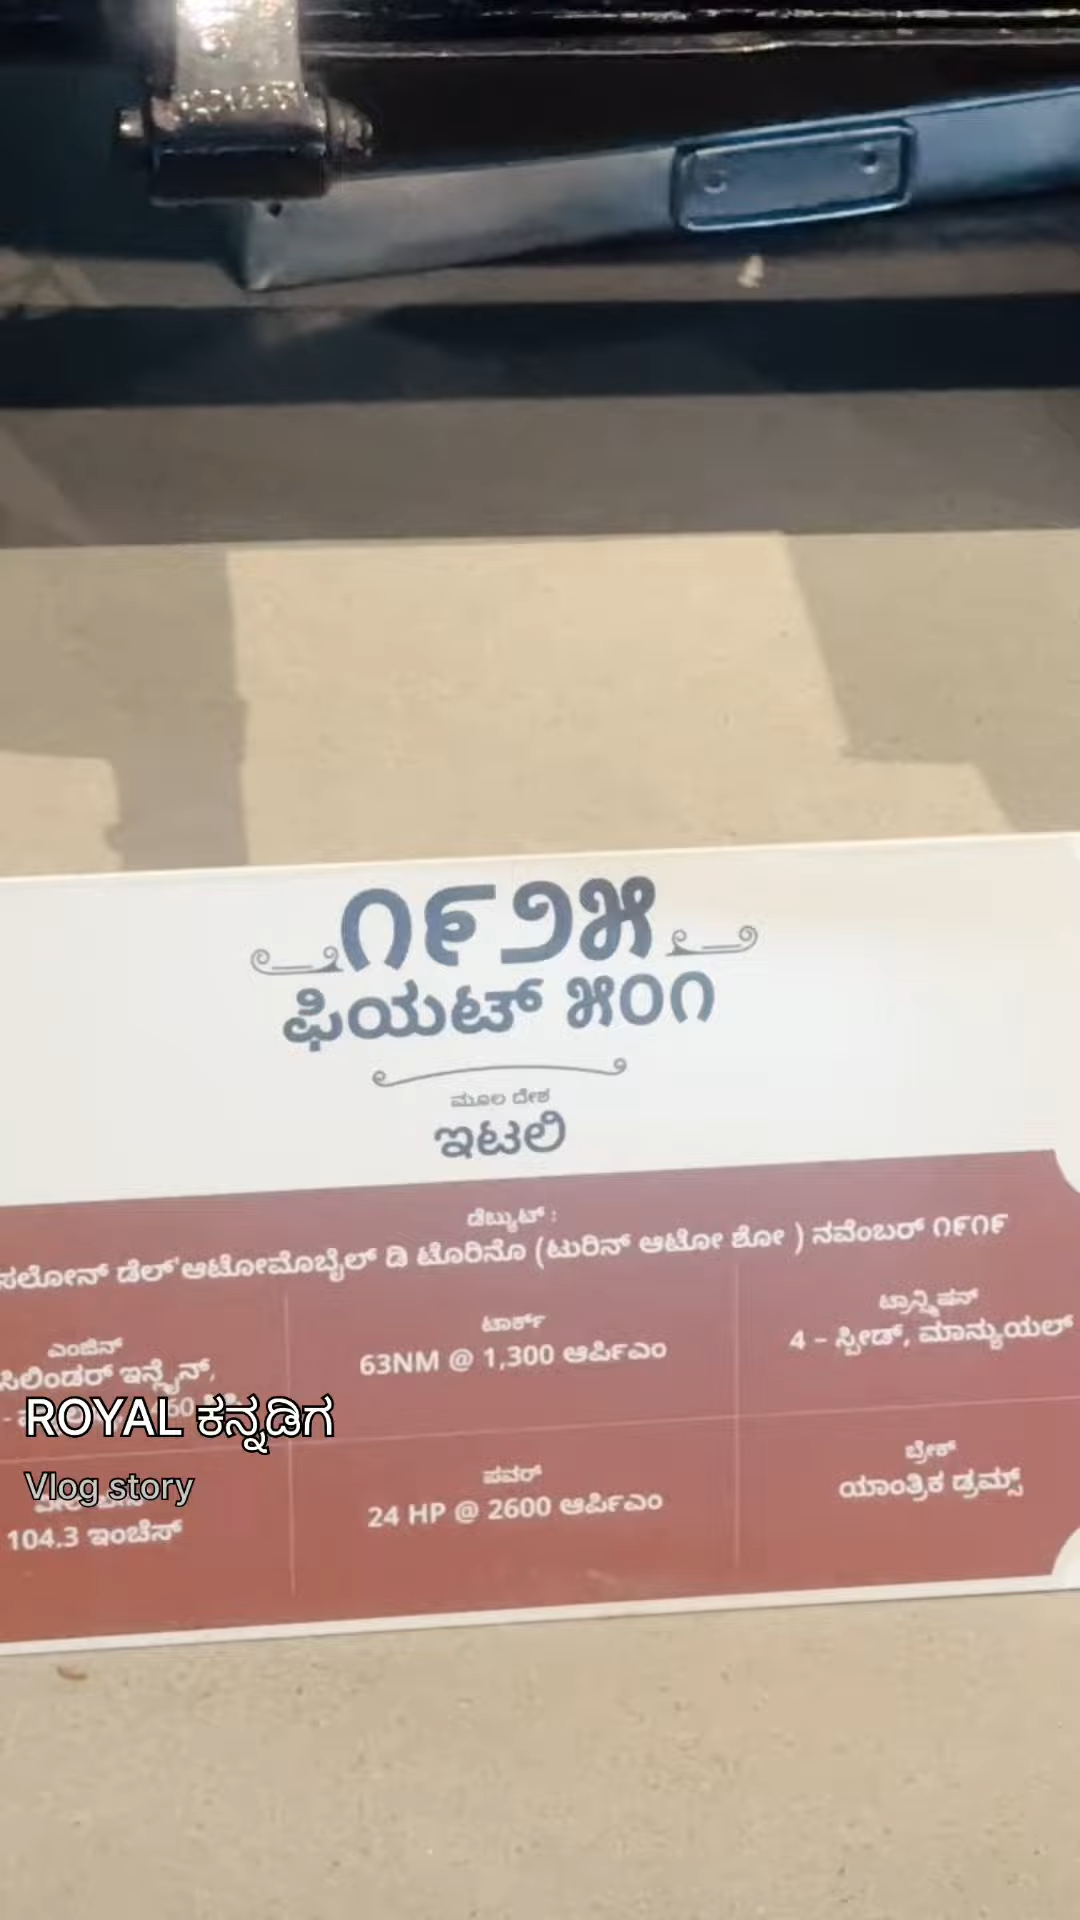 ೧೯೨೫
ಫಿಯಟ್ ೫೦೧
ಮೂಲ ದೇಶ
ಇಟಲಿ
ಡೆಬ್ಯುಟ್ :
ಸಲೋನ್ ಡೆಲ್'ಆಟೋಮೊಬೈಲ್ ಡಿ ಟೊರಿನೊ (ಟುರಿನ್ ಆಟೋ ಶೋ ) ನವೆಂಬರ್ ೧೯೧೯
ಎಂಜಿನ್
ಸಿಲಿಂಡರ್ ಇನ್ಲೈನ್,
ಟಾರ್ಕ್
63NM @ 1,300 ಆರ್ಪಿಎಂ
ಟ್ರಾನ್ಸ್ಮಿಷನ್
4 – ಸ್ಪೀಡ್, ಮಾನ್ಯುಯಲ್
ROYAL ಕನ್ನಡಿಗ
Vlog story
104.3 ಇಂಚೆಸ್
ಪವರ್
24 HP @ 2600 ಆರ್ಪಿಎಂ
ಬ್ರೇಕ್
ಯಾಂತ್ರಿಕ ಡ್ರಮ್ಸ್